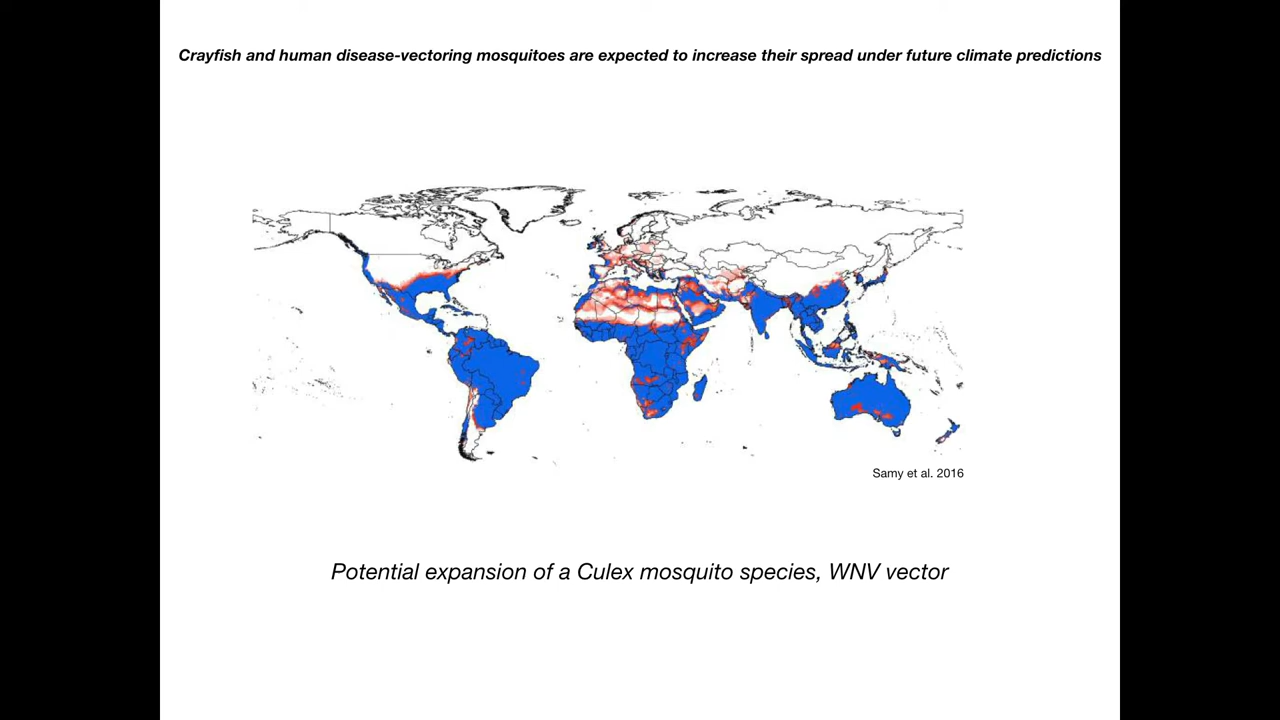 Crayfish and human disease-vectoring mosquitoes are expected to increase their spread under future climate predictions
Samy et al. 2016
Potential expansion of a Culex mosquito species, WNV vector